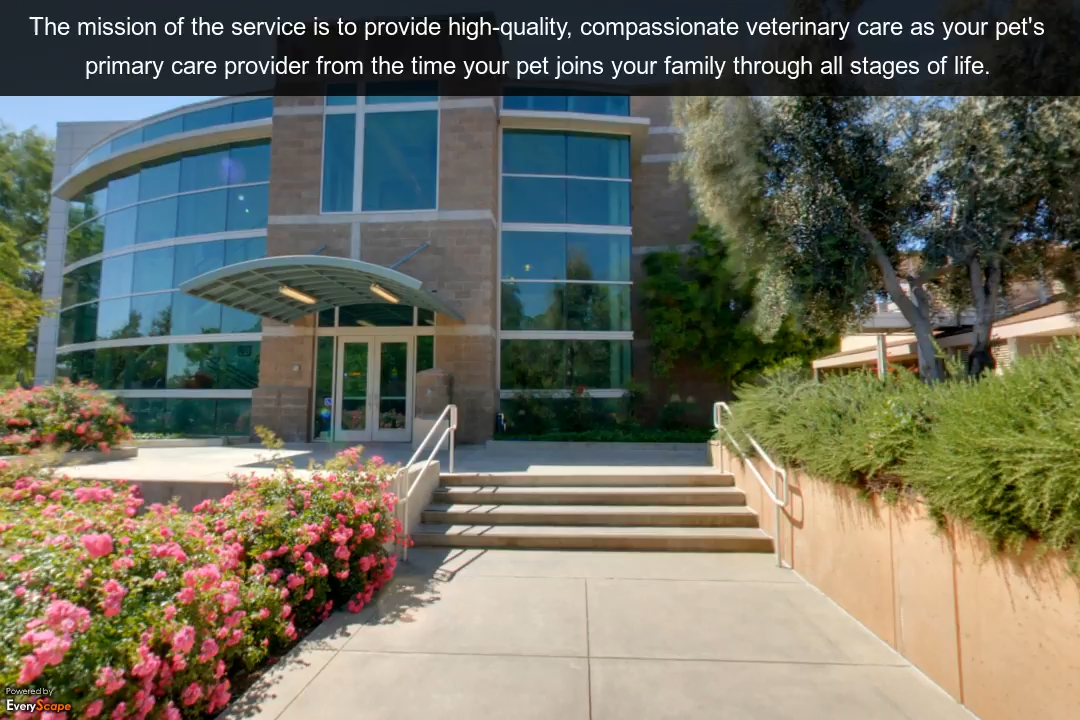 The mission of the service is to provide high-quality, compassionate veterinary care as your pet's
primary care provider from the time your pet joins your family through all stages of life.
Powered by
EveryScape